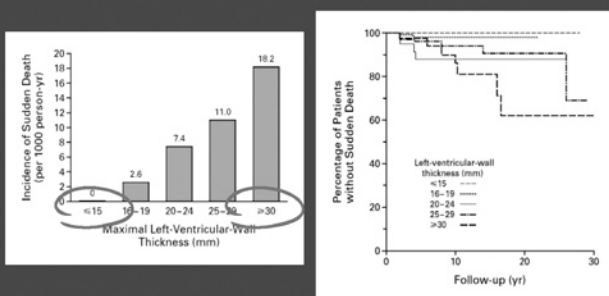 Incidence of Sudden Death
(per 1000 person-yr)
20
18
16
14
12
10
8
6
4
2
0
0
2.6
7.4
11.0
18.2
≤15 16–19 20–24 25–29 ≥30
Maximal Left-Ventricular-Wall
Thickness (mm)
Percentage of Patients
without Sudden Death
100
80
60
40
20
0
Left-ventricular-wall
thickness (mm)
≤15
16–19
20–24
25–29
≥30
0 10 20 30
Follow-up (yr)